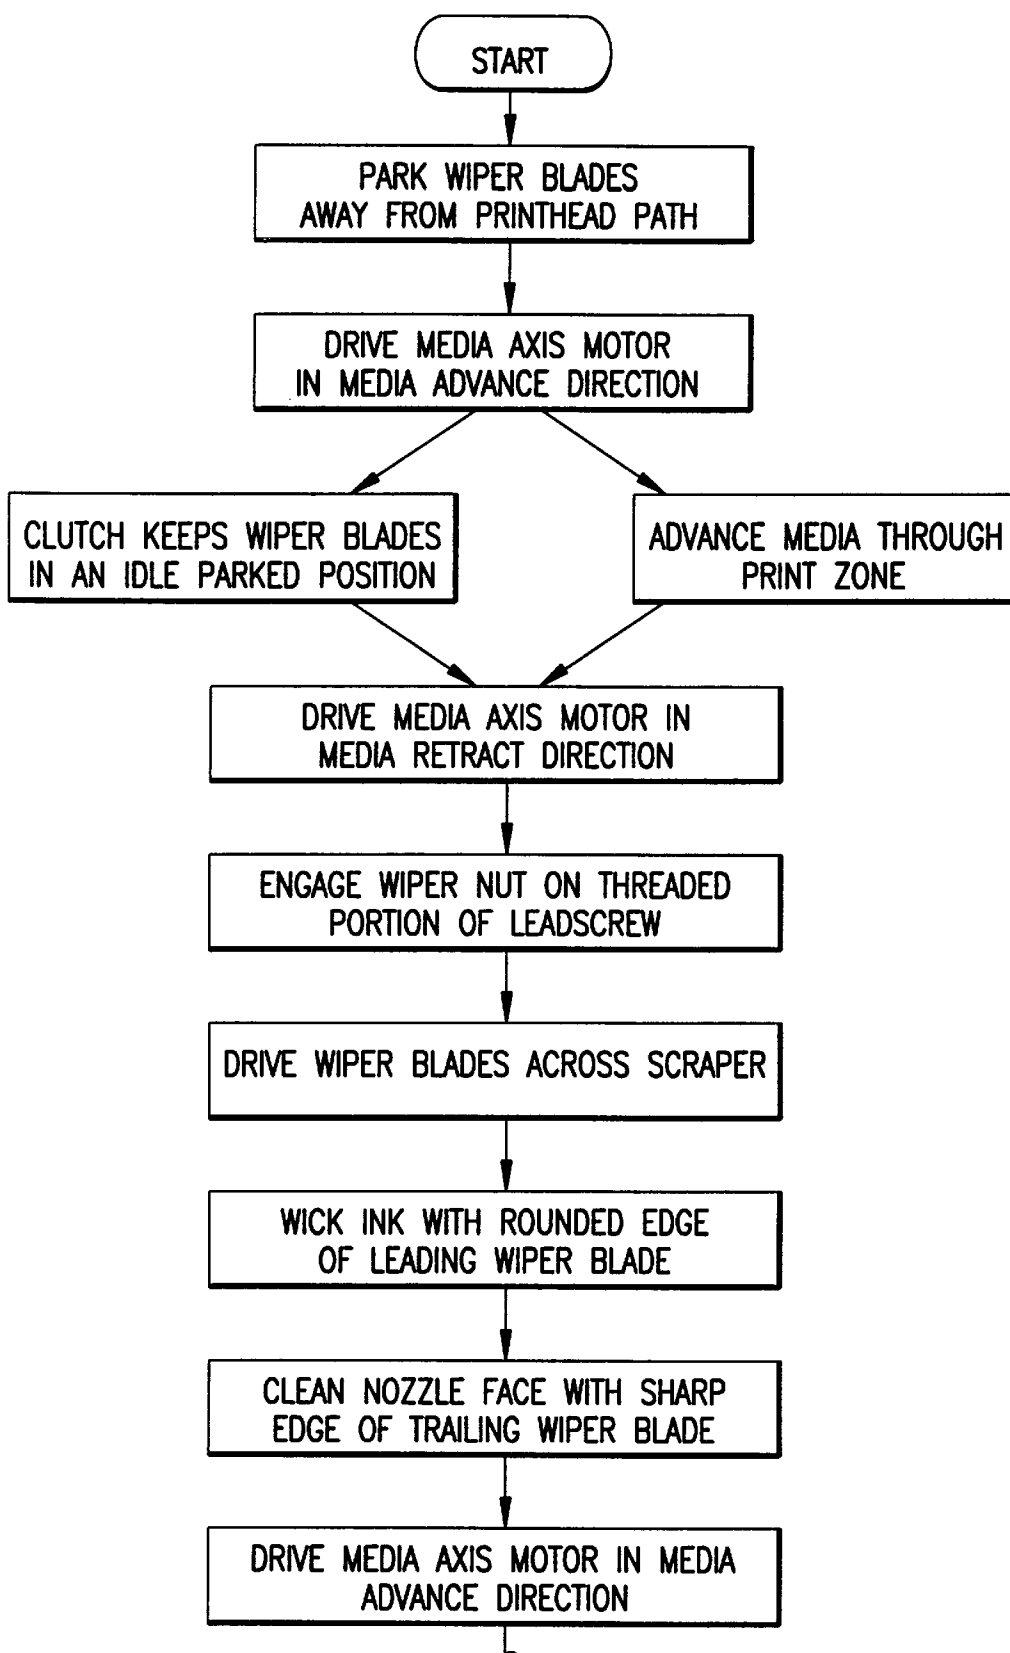 START
PARK WIPER BLADES
AWAY FROM PRINTHEAD PATH
DRIVE MEDIA AXIS MOTOR
IN MEDIA ADVANCE DIRECTION
CLUTCH KEEPS WIPER BLADES
IN AN IDLE PARKED POSITION
ADVANCE MEDIA THROUGH
PRINT ZONE
DRIVE MEDIA AXIS MOTOR IN
MEDIA RETRACT DIRECTION
ENGAGE WIPER NUT ON THREADED
PORTION OF LEADSCREW
DRIVE WIPER BLADES ACROSS SCRAPER
WICK INK WITH ROUNDED EDGE
OF LEADING WIPER BLADE
CLEAN NOZZLE FACE WITH SHARP
EDGE OF TRAILING WIPER BLADE
DRIVE MEDIA AXIS MOTOR IN MEDIA
ADVANCE DIRECTION